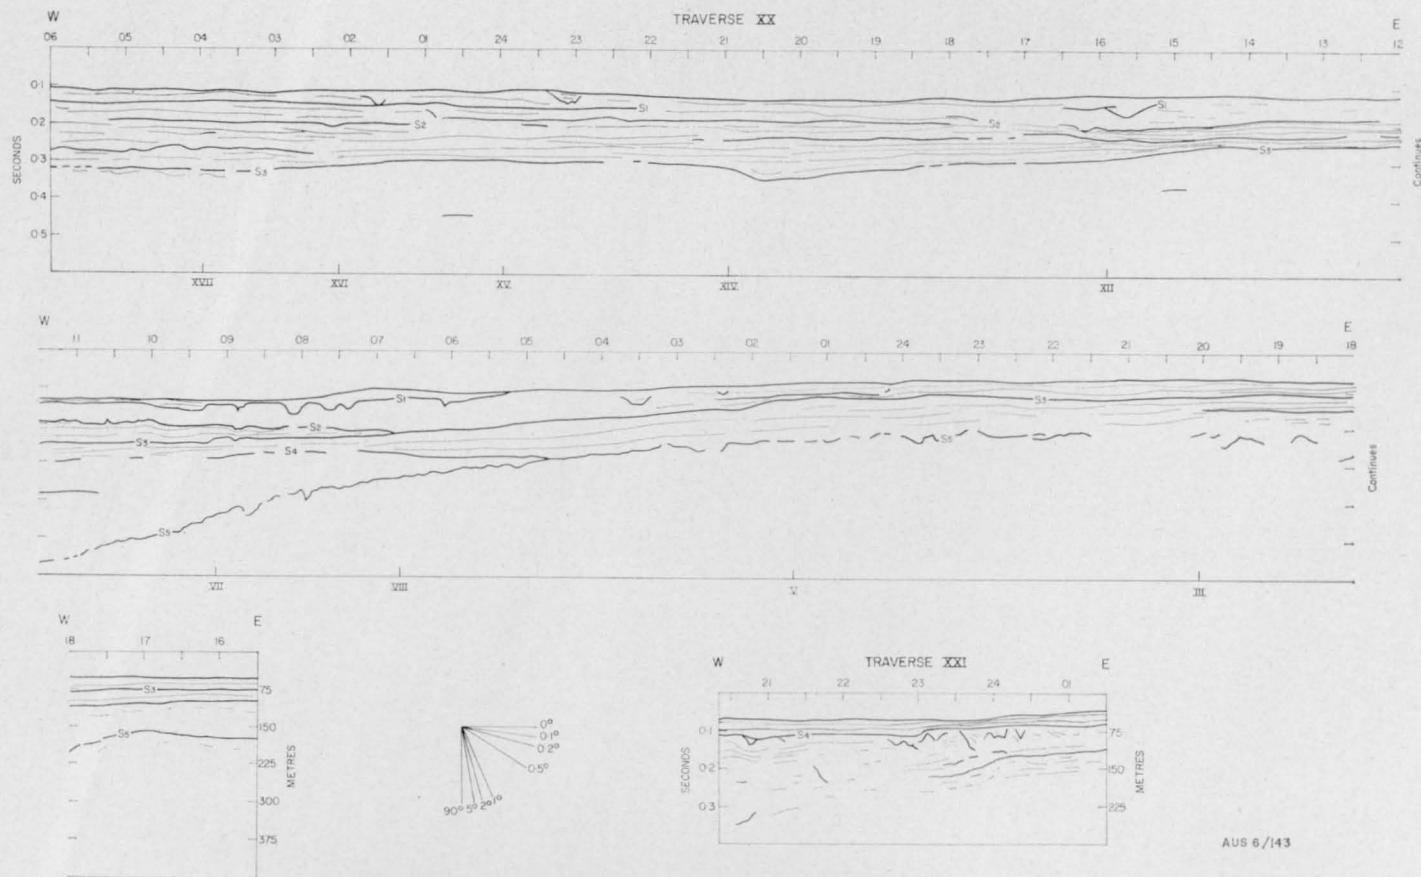 TRAVERSE XX
W E
06 05 04 03 02 01 24 23 22 21 20 19 18 17 16 15 14 13 12
0·1
S1 S1
0·2 S2 S2
SECONDS
0·3 S3 S3
0·4
0·5
Continues
XVII XVI XV. XIV. XII
W E
11 10 09 08 07 06 05 04 03 02 01 24 23 22 21 20 19 18
S1 S3
S2
S3 S5
S4
S5
Continues
VII VIII V. III
W E
18 17 16
S3 75
S5 150
225
METRES
300
375
0°
0·1°
0·2°
0·5°
90° 5° 2° 1°
TRAVERSE XXI
W E
21 22 23 24 01
0·1 S4 75
0·2 150
0·3 225
SECONDS METRES
AUS 6/143